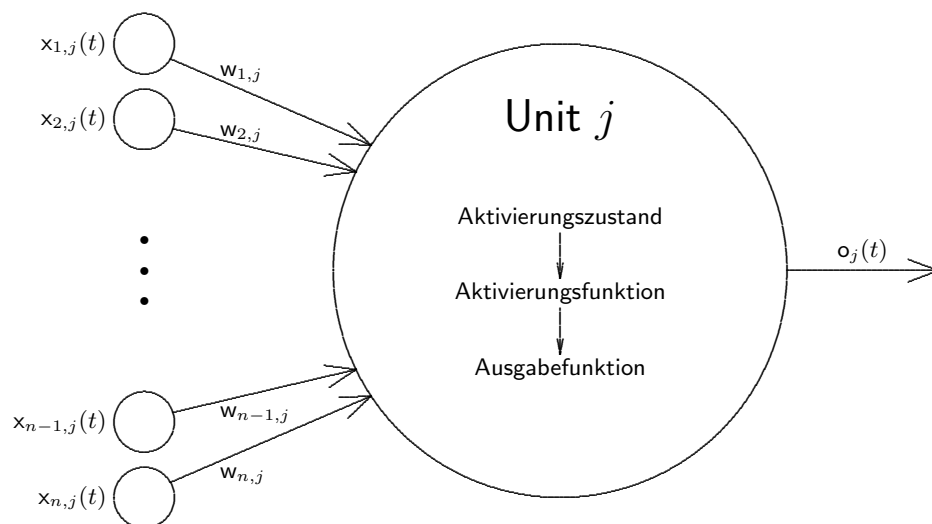 x₁,ⱼ(t)
w₁,ⱼ
x₂,ⱼ(t)
w₂,ⱼ
Unit j
Aktivierungszustand
Aktivierungsfunktion
Ausgabefunktion
oⱼ(t)
xₙ₋₁,ⱼ(t)
wₙ₋₁,ⱼ
xₙ,ⱼ(t)
wₙ,ⱼ